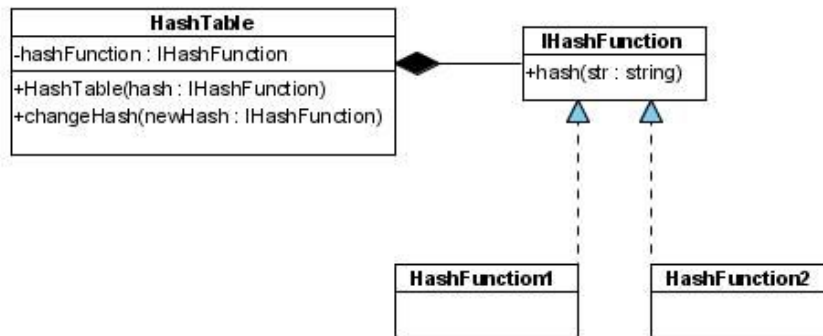 HashTable
-hashFunction : IHashFunction
+HashTable(hash : IHashFunction)
+changeHash(newHash : IHashFunction)
IHashFunction
+hash(str : string)
HashFunction1
HashFunction2